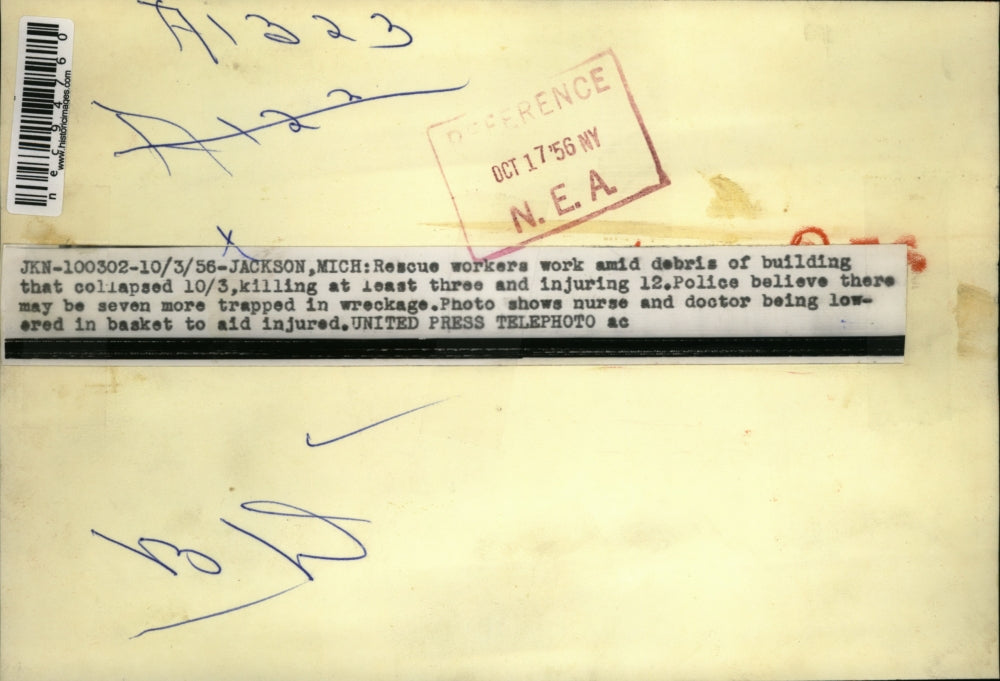 A1323
A122
nec94760
www.historicimages.com
REFERENCE
OCT 17 '56 NY
N. E. A.
JKN-100302-10/3/56-JACKSON,MICH:Rescue workers work amid debris of building
that collapsed 10/3,killing at least three and injuring 12.Police believe there
may be seven more trapped in wreckage.Photo shows nurse and doctor being low-
ered in basket to aid injured.UNITED PRESS TELEPHOTO ac